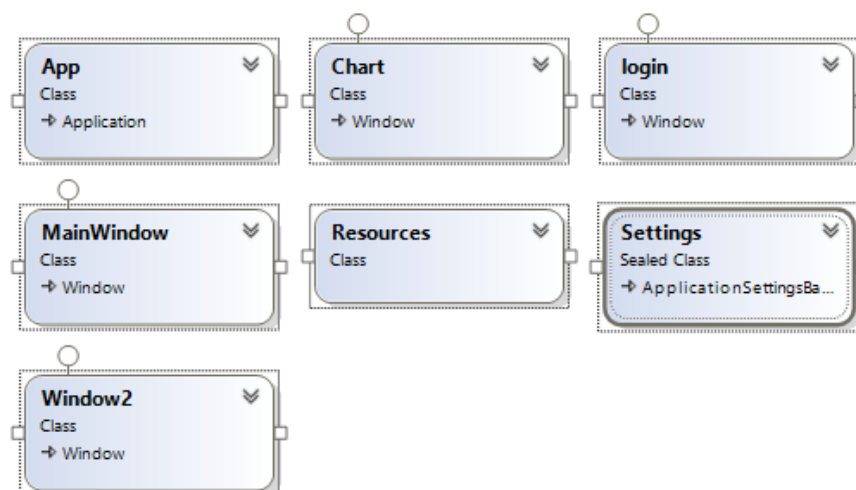 App
Class
Application
Chart
Class
Window
login
Class
Window
MainWindow
Class
Window
Resources
Class
Settings
Sealed Class
ApplicationSettingsBa...
Window2
Class
Window